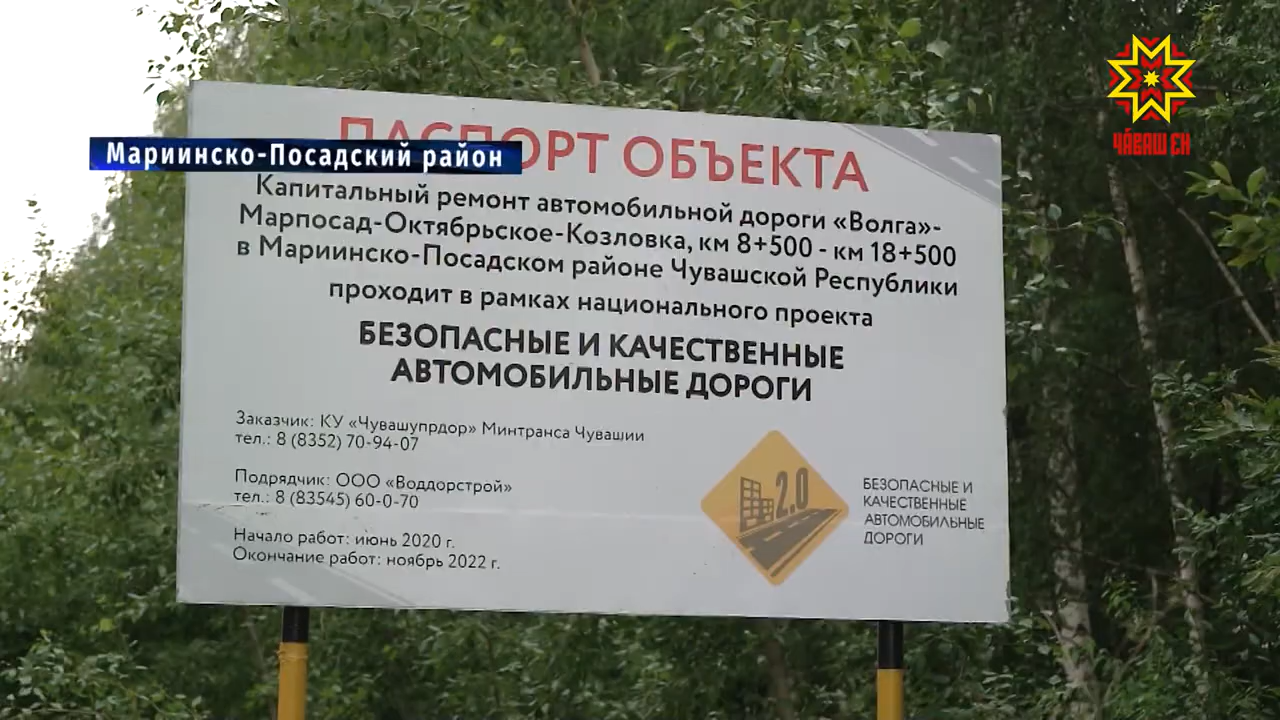 ЧӐВАШ ЕН
Мариинско-Посадский район
ПАСПОРТ ОБЪЕКТА
Капитальный ремонт автомобильной дороги «Волга»-
Марпосад-Октябрьское-Козловка, км 8+500 - км 18+500
в Мариинско-Посадском районе Чувашской Республики
проходит в рамках национального проекта
БЕЗОПАСНЫЕ И КАЧЕСТВЕННЫЕ
АВТОМОБИЛЬНЫЕ ДОРОГИ
Заказчик: КУ «Чувашупрдор» Минтранса Чувашии
тел.: 8 (8352) 70-94-07
Подрядчик: ООО «Воддорстрой»
тел.: 8 (83545) 60-0-70
Начало работ: июнь 2020 г.
Окончание работ: ноябрь 2022 г.
2.0
БЕЗОПАСНЫЕ И
КАЧЕСТВЕННЫЕ
АВТОМОБИЛЬНЫЕ
ДОРОГИ